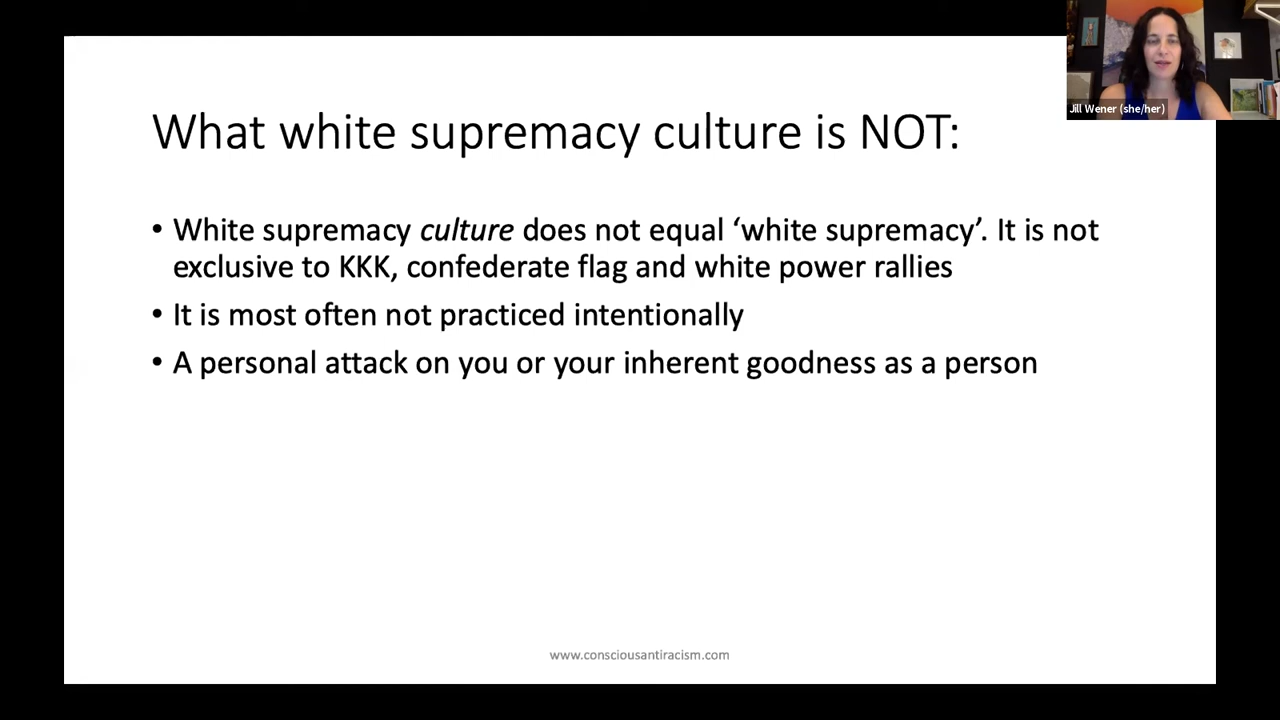 Jill Wener (she/her)
What white supremacy culture is NOT:
• White supremacy culture does not equal ‘white supremacy’. It is not
exclusive to KKK, confederate flag and white power rallies
• It is most often not practiced intentionally
• A personal attack on you or your inherent goodness as a person
www.consciousantiracism.com